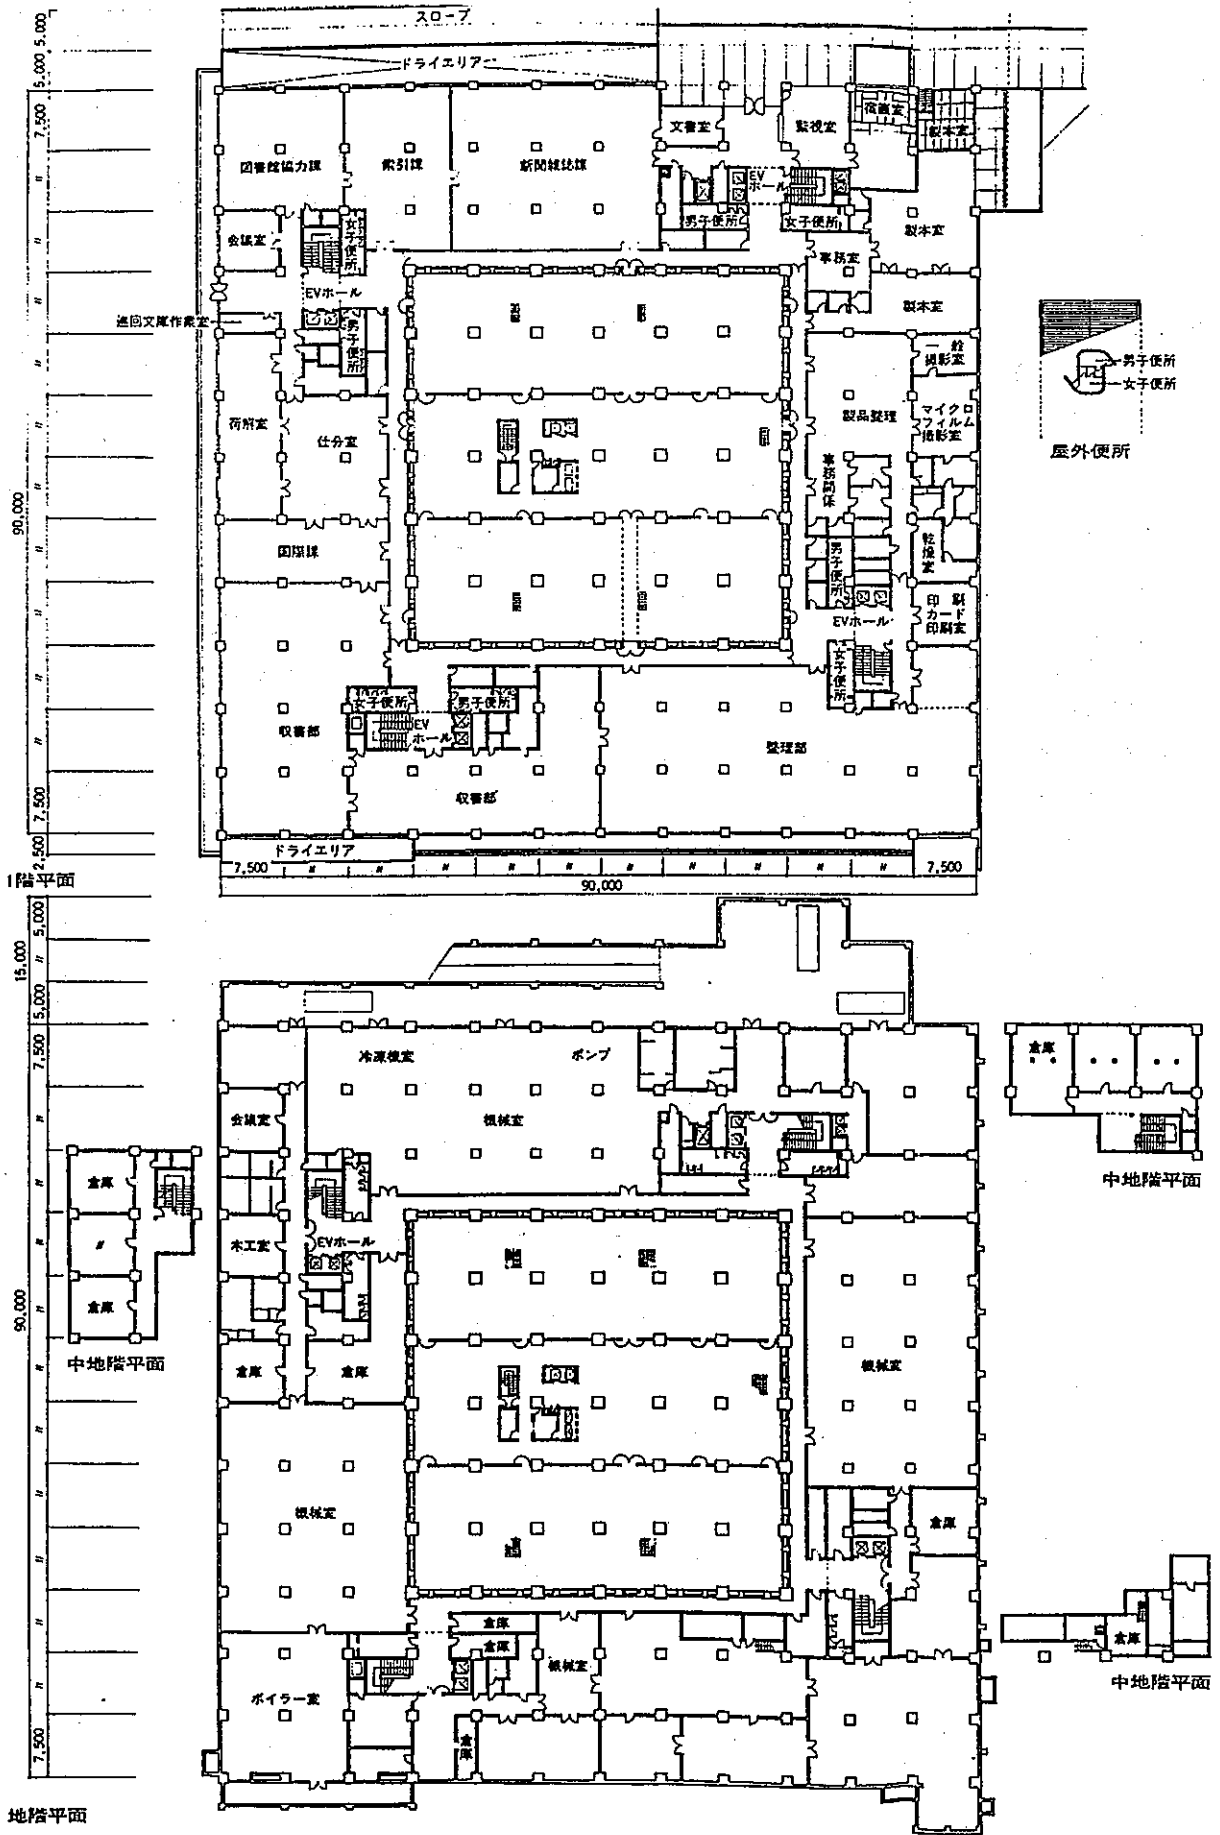 スロープ
ドライエリア
5,000
5,000
7,500
〃
〃
図書館協力課
索引課
新聞雑誌課
文書室
監視室
宿直室
製本室
EV
ホール
男子便所
女子便所
会議室
女子便所
事務室
製本室
EVホール
製本室
巡回文庫作業室
男子便所
一般
撮影室
男子便所
女子便所
屋外便所
荷解室
仕分室
製品整理
マイクロ
フィルム
撮影室
事務関係
90,000
国際課
男子便所
乾燥室
印刷
カード
印刷室
EVホール
女子便所
女子便所
男子便所
EV
ホール
収書部
整理部
収書部
7,500
2,500
ドライエリア
7,500
〃
〃
〃
〃
〃
〃
〃
〃
〃
〃
7,500
90,000
1階平面
5,000
15,000
〃
5,000
7,500
冷凍機室
ポンプ
倉庫
会議室
機械室
中地階平面
倉庫
〃
倉庫
中地階平面
木工室
EVホール
90,000
倉庫
倉庫
機械室
機械室
倉庫
倉庫
倉庫
倉庫
中地階平面
機械室
ボイラー室
倉庫
7,500
地階平面